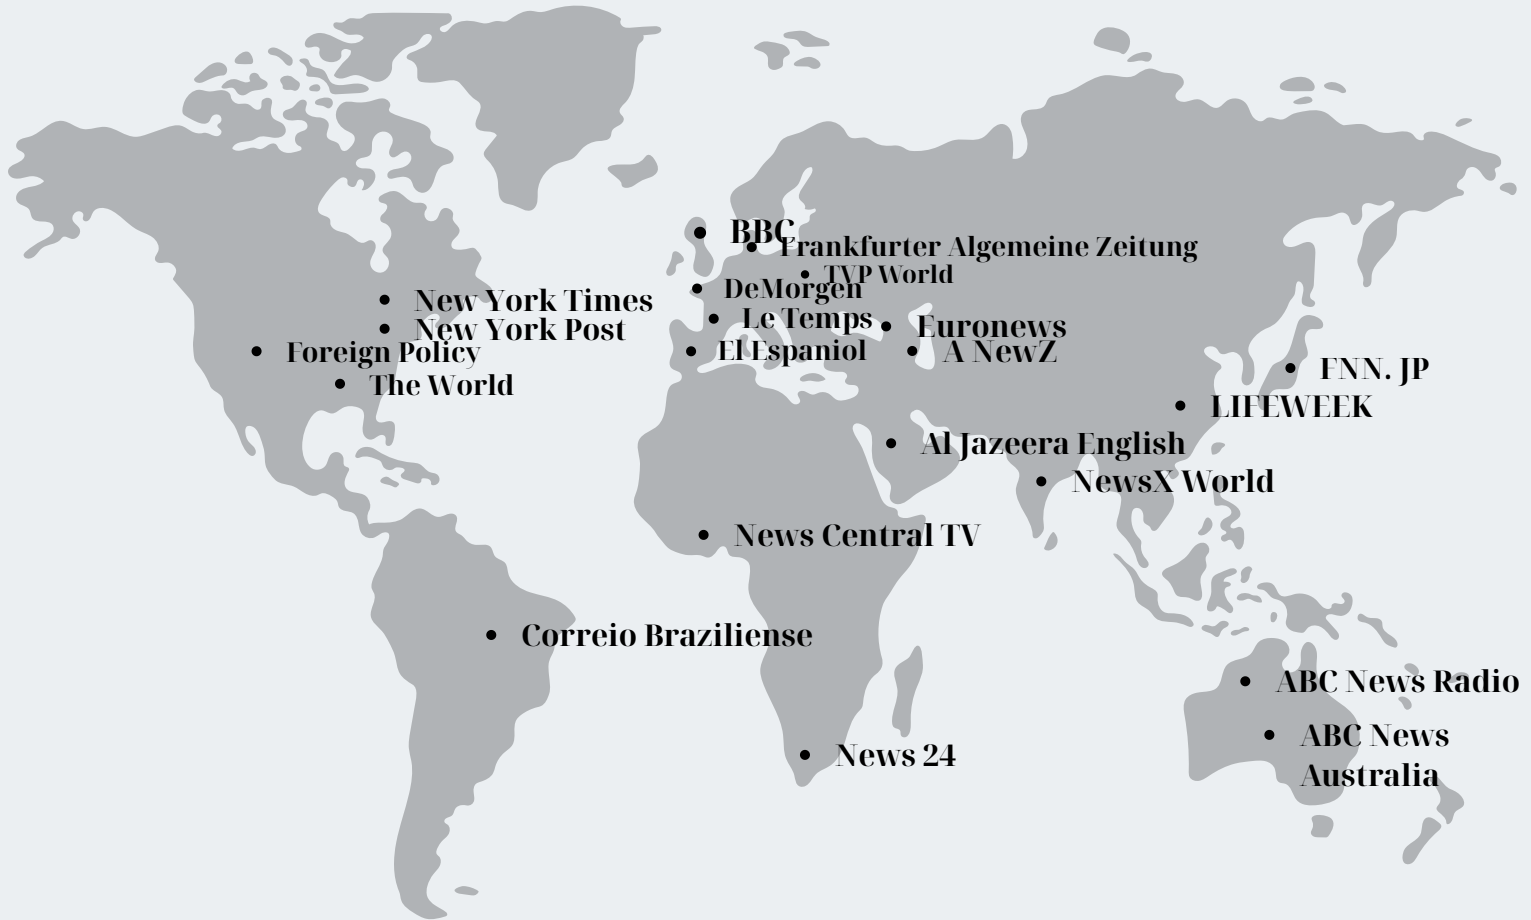 BBC
Frankfurter Algemeine Zeitung
TVP World
DeMorgen
New York Times
Le Temps
Euronews
New York Post
El Espaniol
A NewZ
Foreign Policy
FNN. JP
The World
LIFEWEEK
Al Jazeera English
NewsX World
News Central TV
Correio Braziliense
ABC News Radio
ABC News
Australia
News 24